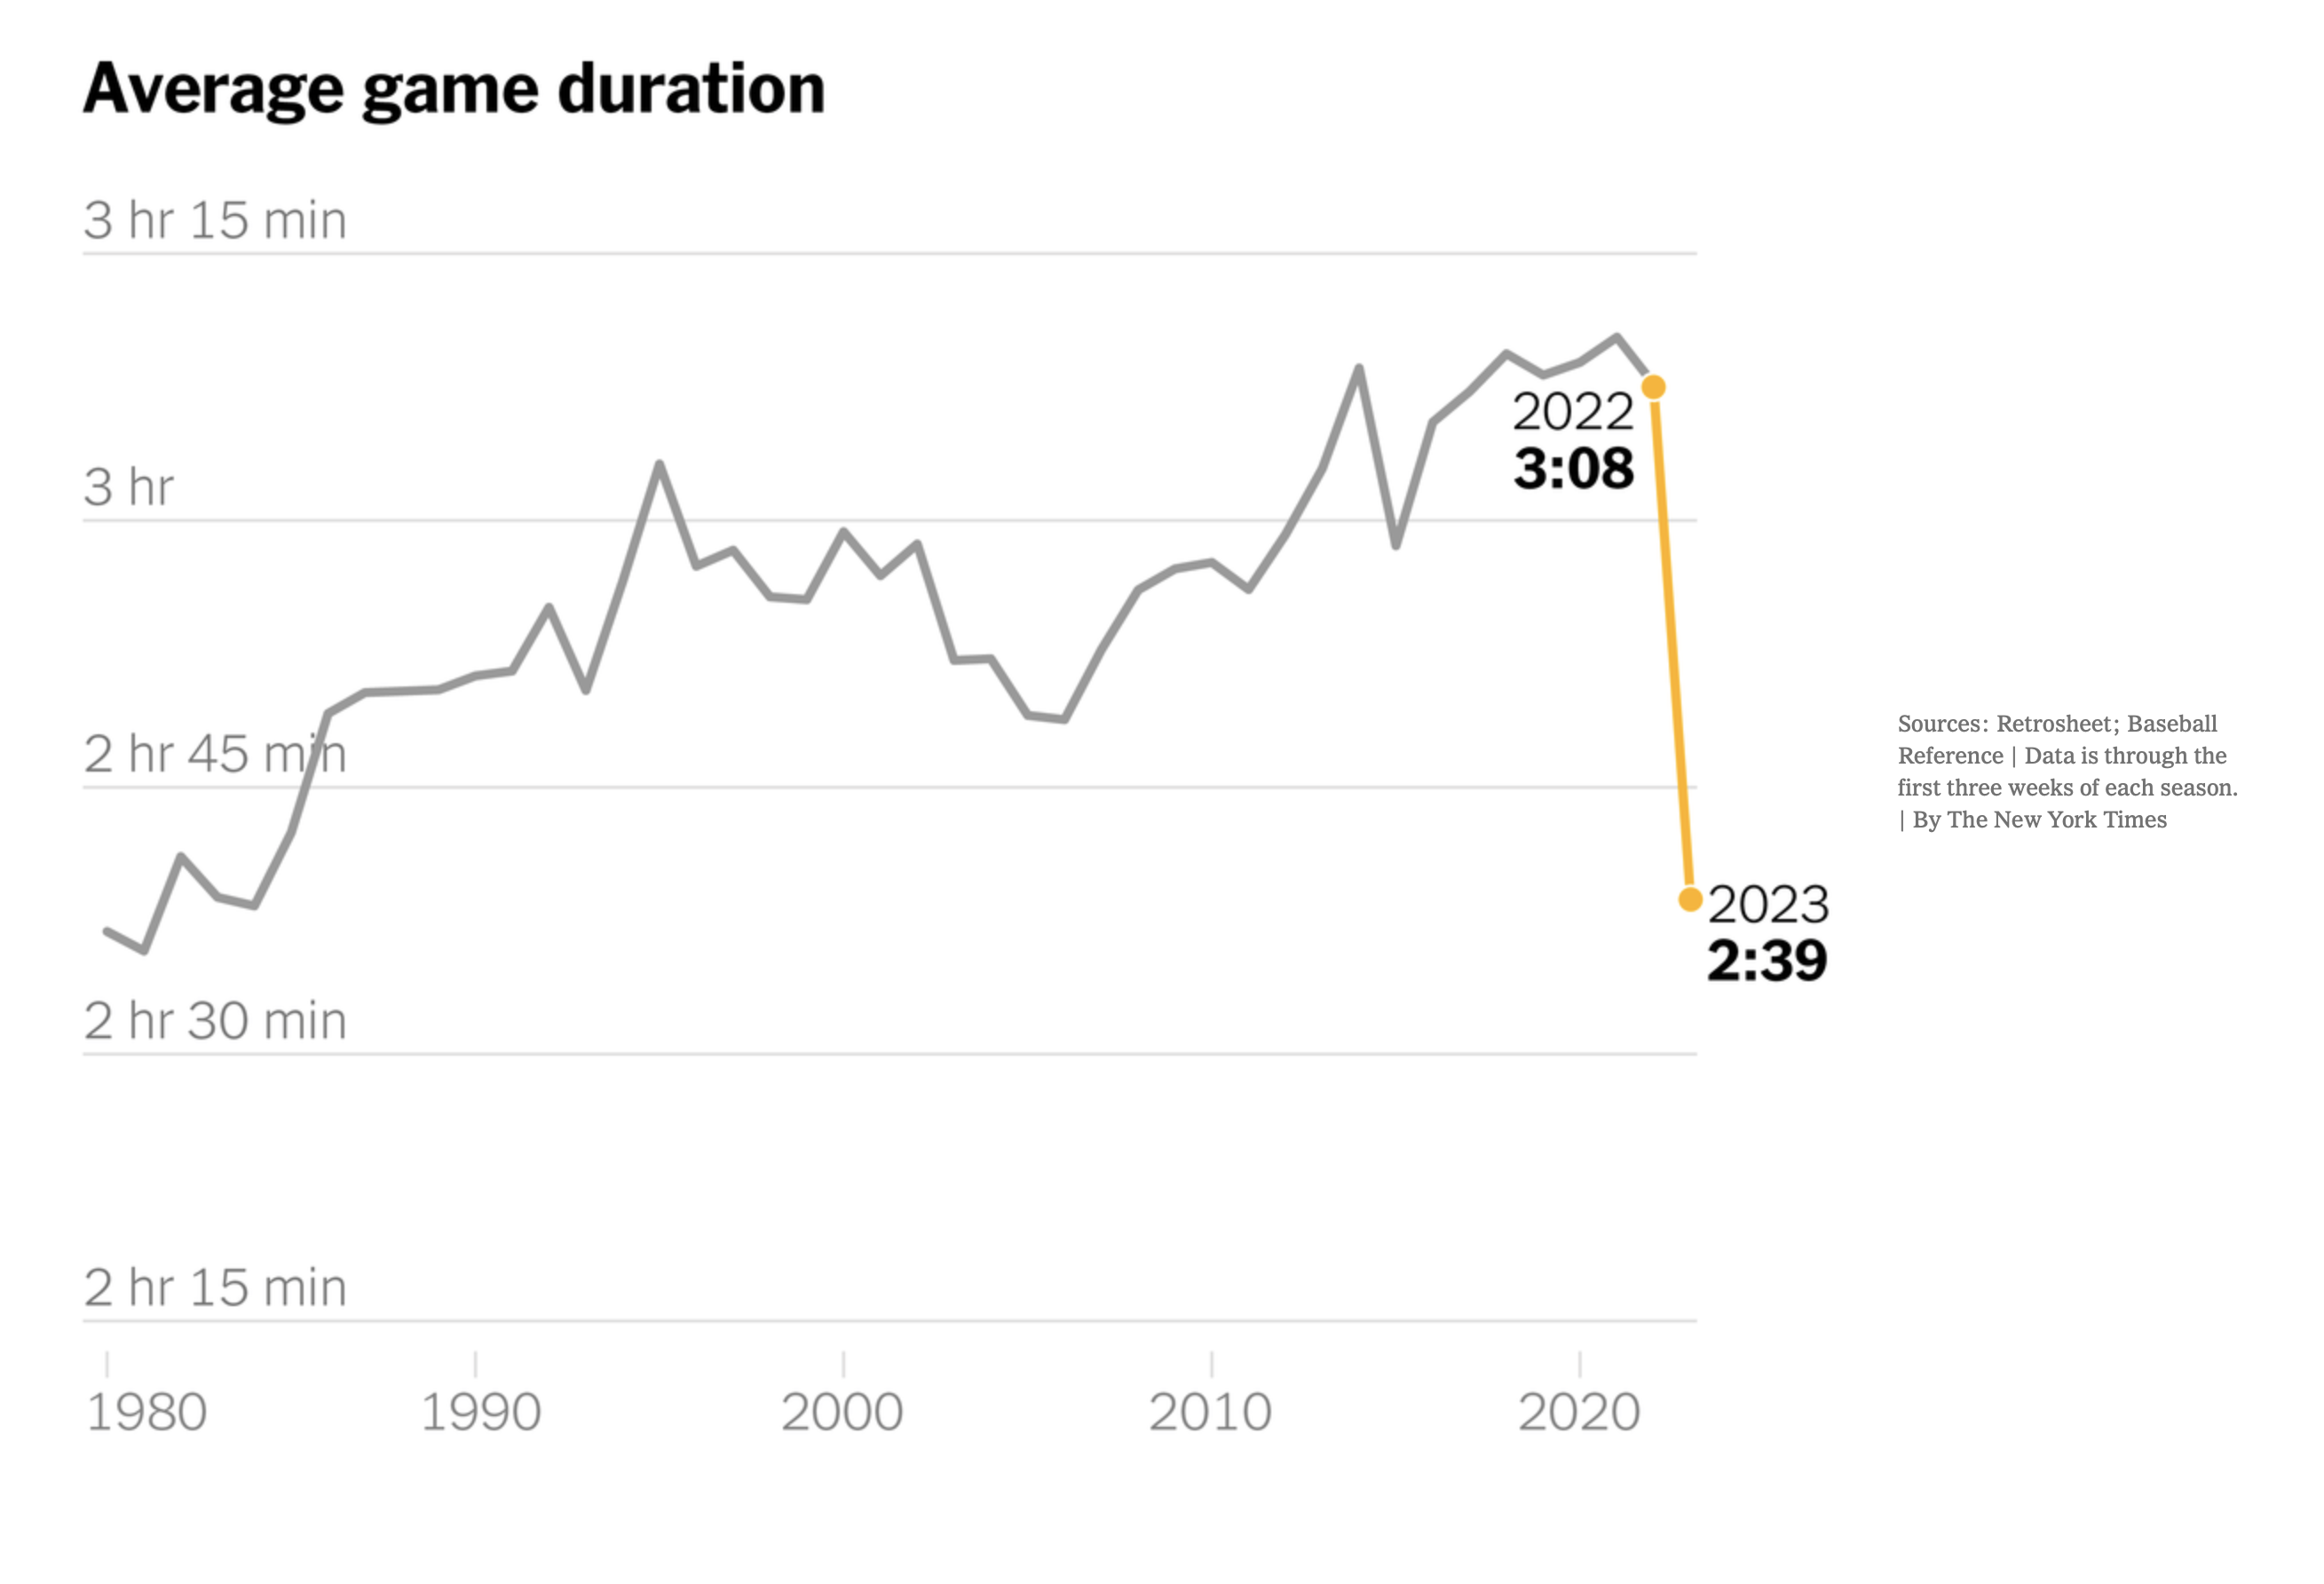 Average game duration
3 hr 15 min
2022
3:08
3 hr
2 hr 45 min
Sources: Retrosheet; Baseball
Reference | Data is through the
first three weeks of each season.
| By The New York Times
2023
2:39
2 hr 30 min
2 hr 15 min
1980 1990 2000 2010 2020